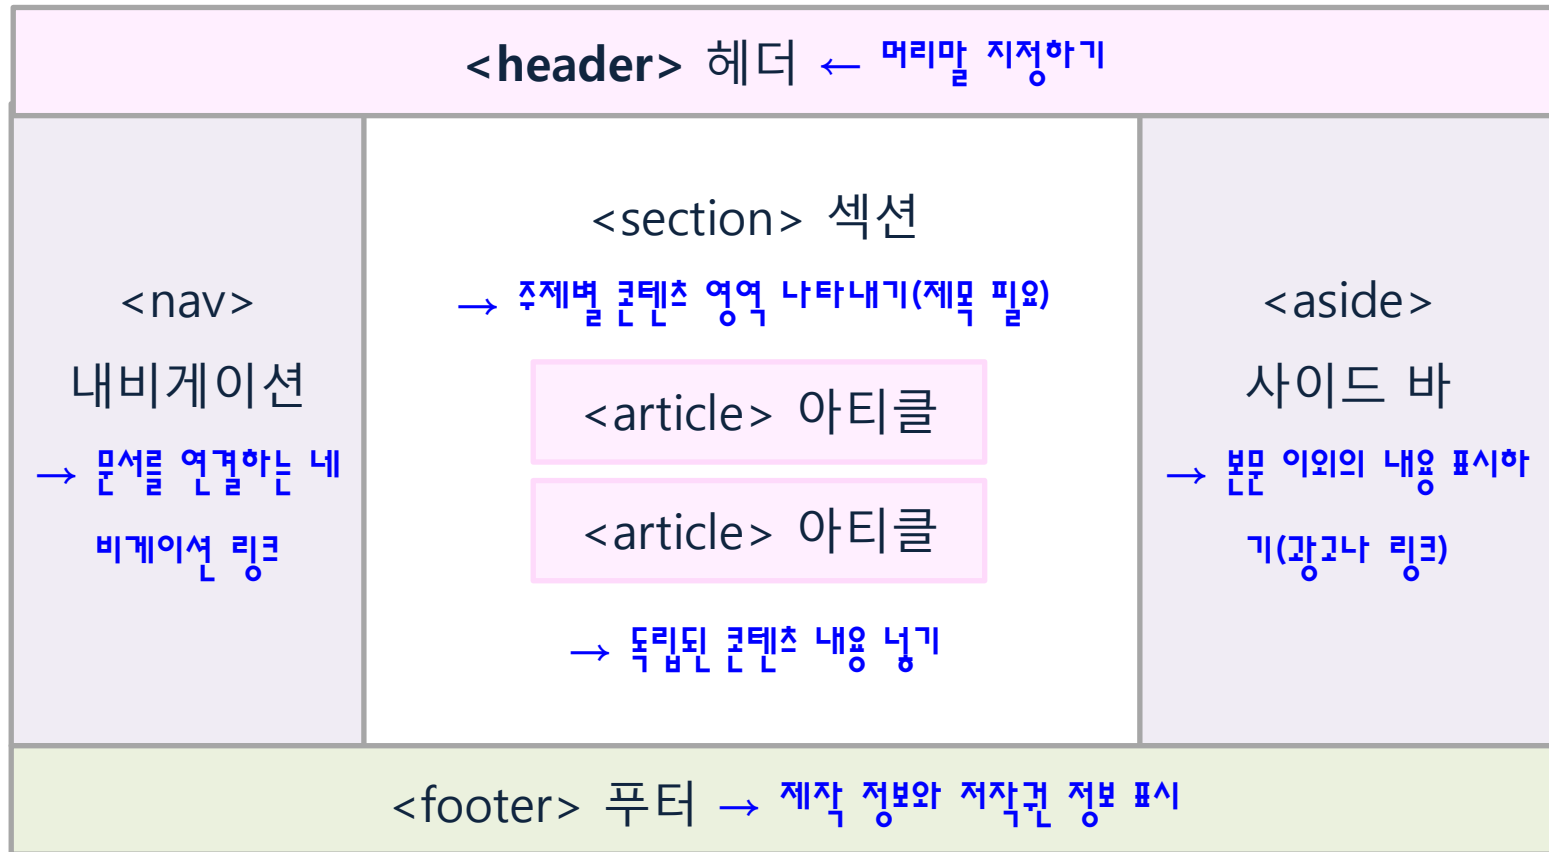 <header> 헤더 ← 머리말 지정하기
<nav>
내비게이션
→ 문서를 연결하는 네
비게이션 링크
<section> 섹션
→ 주제별 콘텐츠 영역 나타내기(제목 필요)
<article> 아티클
<article> 아티클
→ 독립된 콘텐츠 내용 넣기
<aside>
사이드 바
→ 본문 이외의 내용 표시하
기(광고나 링크)
<footer> 푸터 → 제작 정보와 저작권 정보 표시